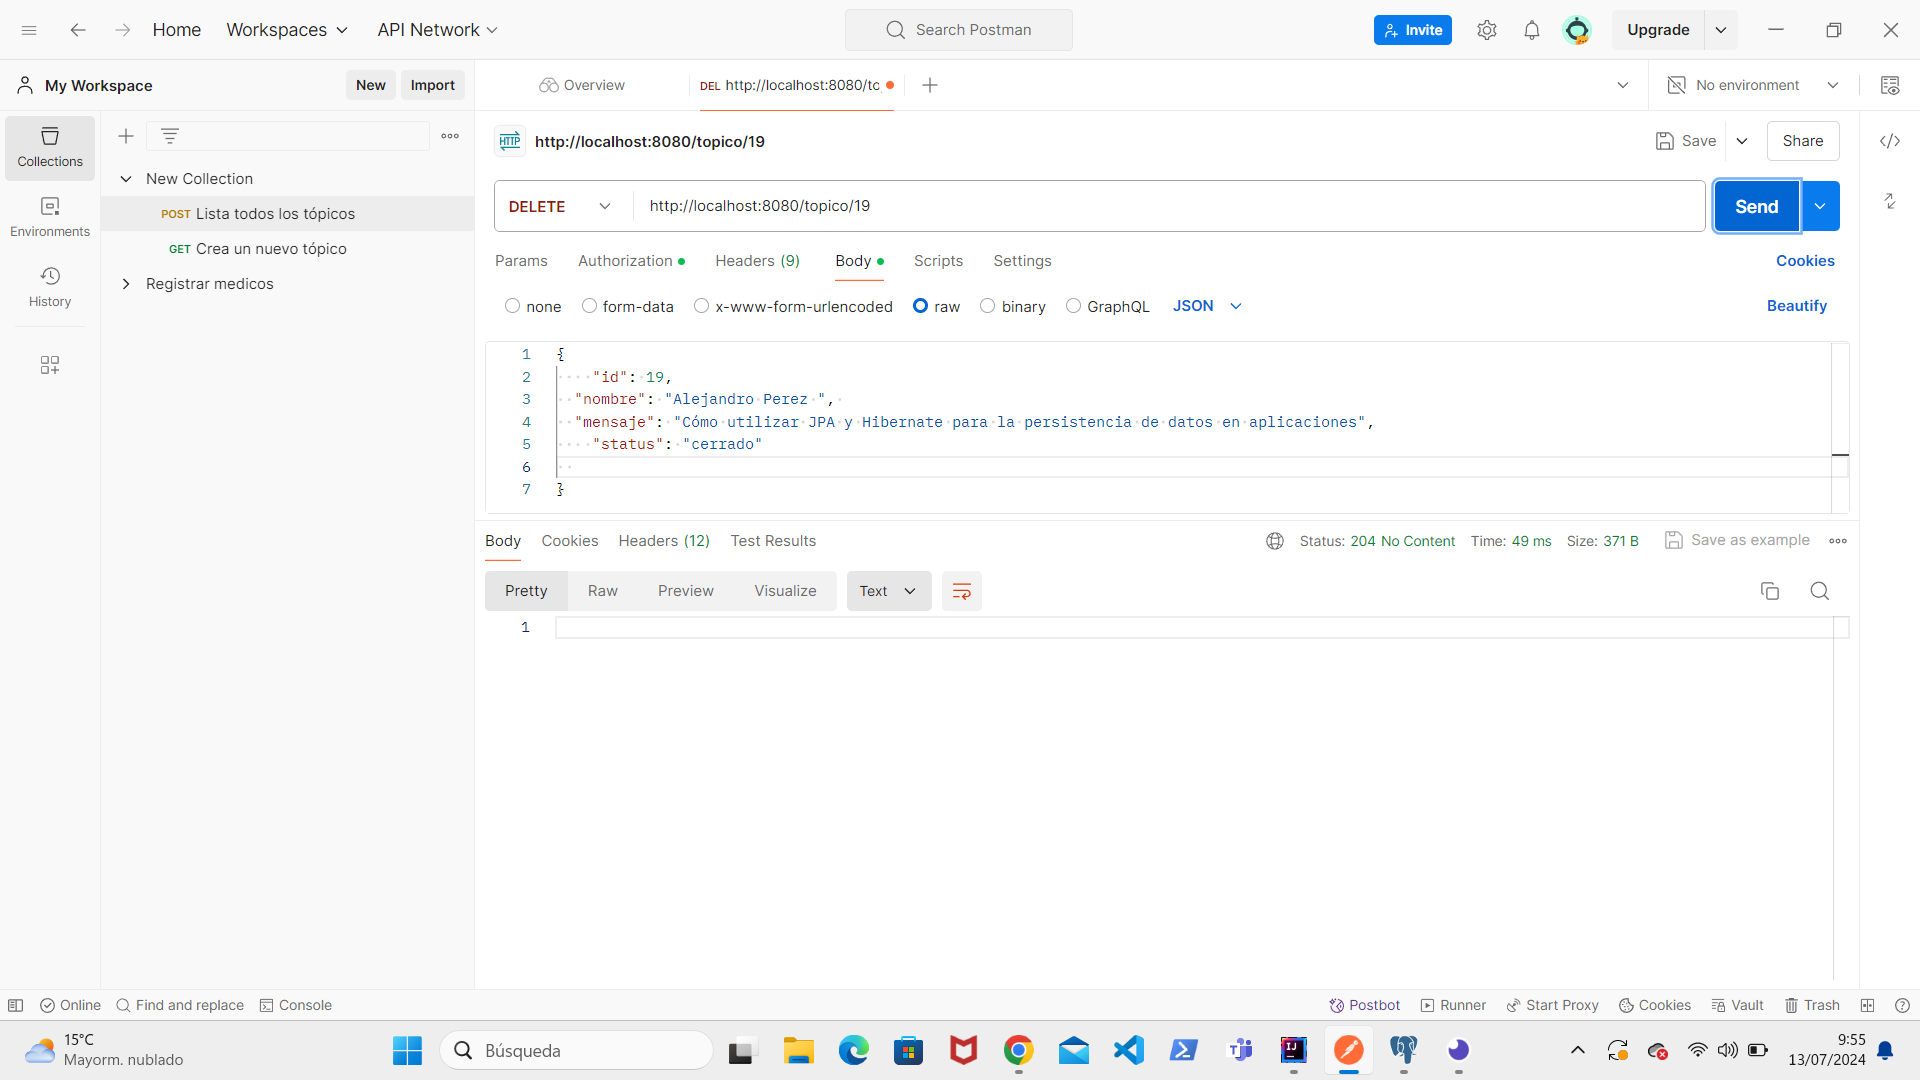 Home Workspaces API Network Search Postman Invite Upgrade
My Workspace New Import Overview DEL http://localhost:8080/to No environment
HTTP http://localhost:8080/topico/19 Save Share
Collections
New Collection
POST Lista todos los tópicos
GET Crea un nuevo tópico
Registrar medicos
Environments
History
DELETE http://localhost:8080/topico/19 Send
Params Authorization Headers (9) Body Scripts Settings Cookies
none form-data x-www-form-urlencoded raw binary GraphQL JSON Beautify
1 {
2 "id": 19,
3 "nombre": "Alejandro Perez ",
4 "mensaje": "Cómo utilizar JPA y Hibernate para la persistencia de datos en aplicaciones",
5 "status": "cerrado"
6
7 }
Body Cookies Headers (12) Test Results Status: 204 No Content Time: 49 ms Size: 371 B Save as example
Pretty Raw Preview Visualize Text
1
Online Find and replace Console Postbot Runner Start Proxy Cookies Vault Trash
15°C
Mayorm. nublado
Búsqueda
9:55
13/07/2024